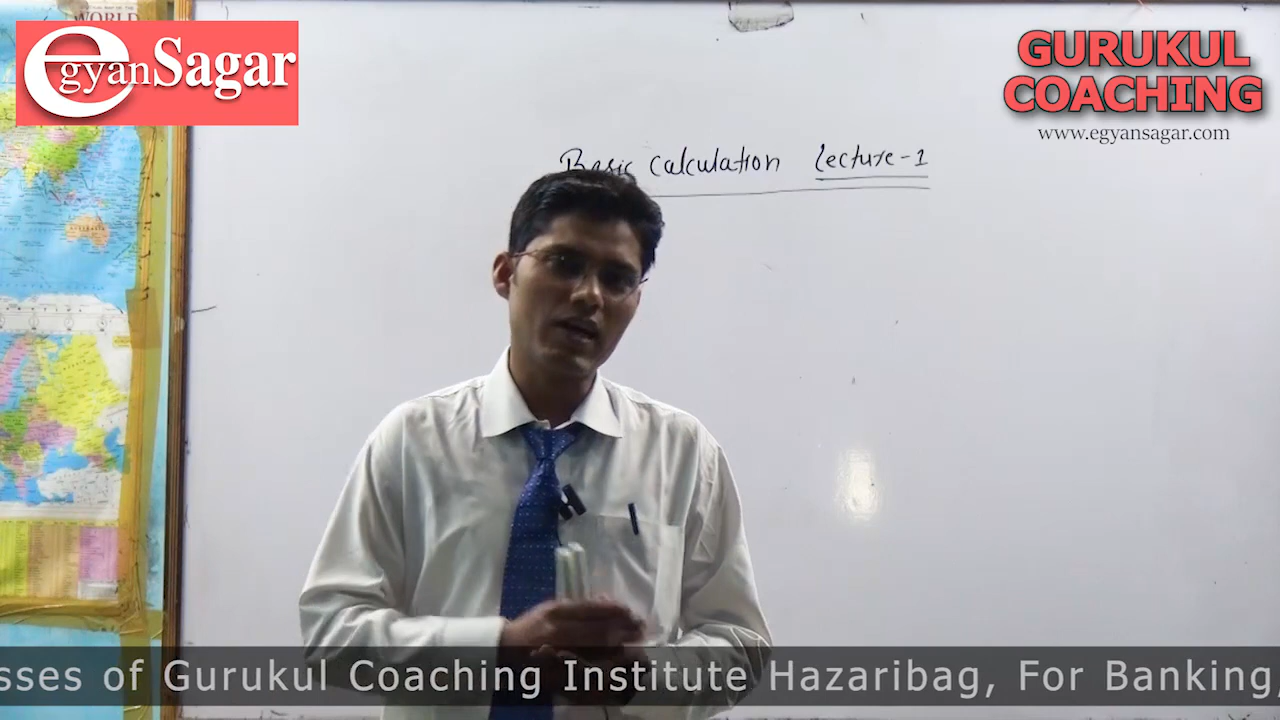 WORLD
egyanSagar
GURUKUL
COACHING
www.egyansagar.com
Basic Calculation Lecture-1
sses of Gurukul Coaching Institute Hazaribag, For Banking,